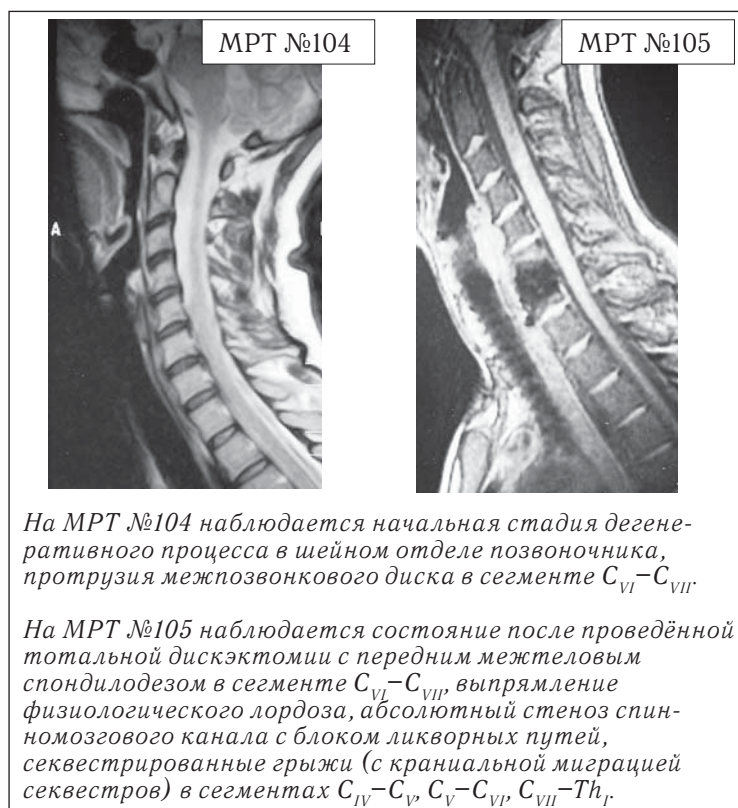 МРТ №104
МРТ №105
A
На МРТ №104 наблюдается начальная стадия дегене-
ративного процесса в шейном отделе позвоночника,
протрузия межпозвонкового диска в сегменте C_VI–C_VII.
На МРТ №105 наблюдается состояние после проведённой
тотальной дискэктомии с передним межтеловым
спондилодезом в сегменте C_VI–C_VII, выпрямление
физиологического лордоза, абсолютный стеноз спин-
номозгового канала с блоком ликворных путей,
секвестрированные грыжи (с краниальной миграцией
секвестров) в сегментах C_IV–C_V, C_V–C_VI, C_VII–Th_I.